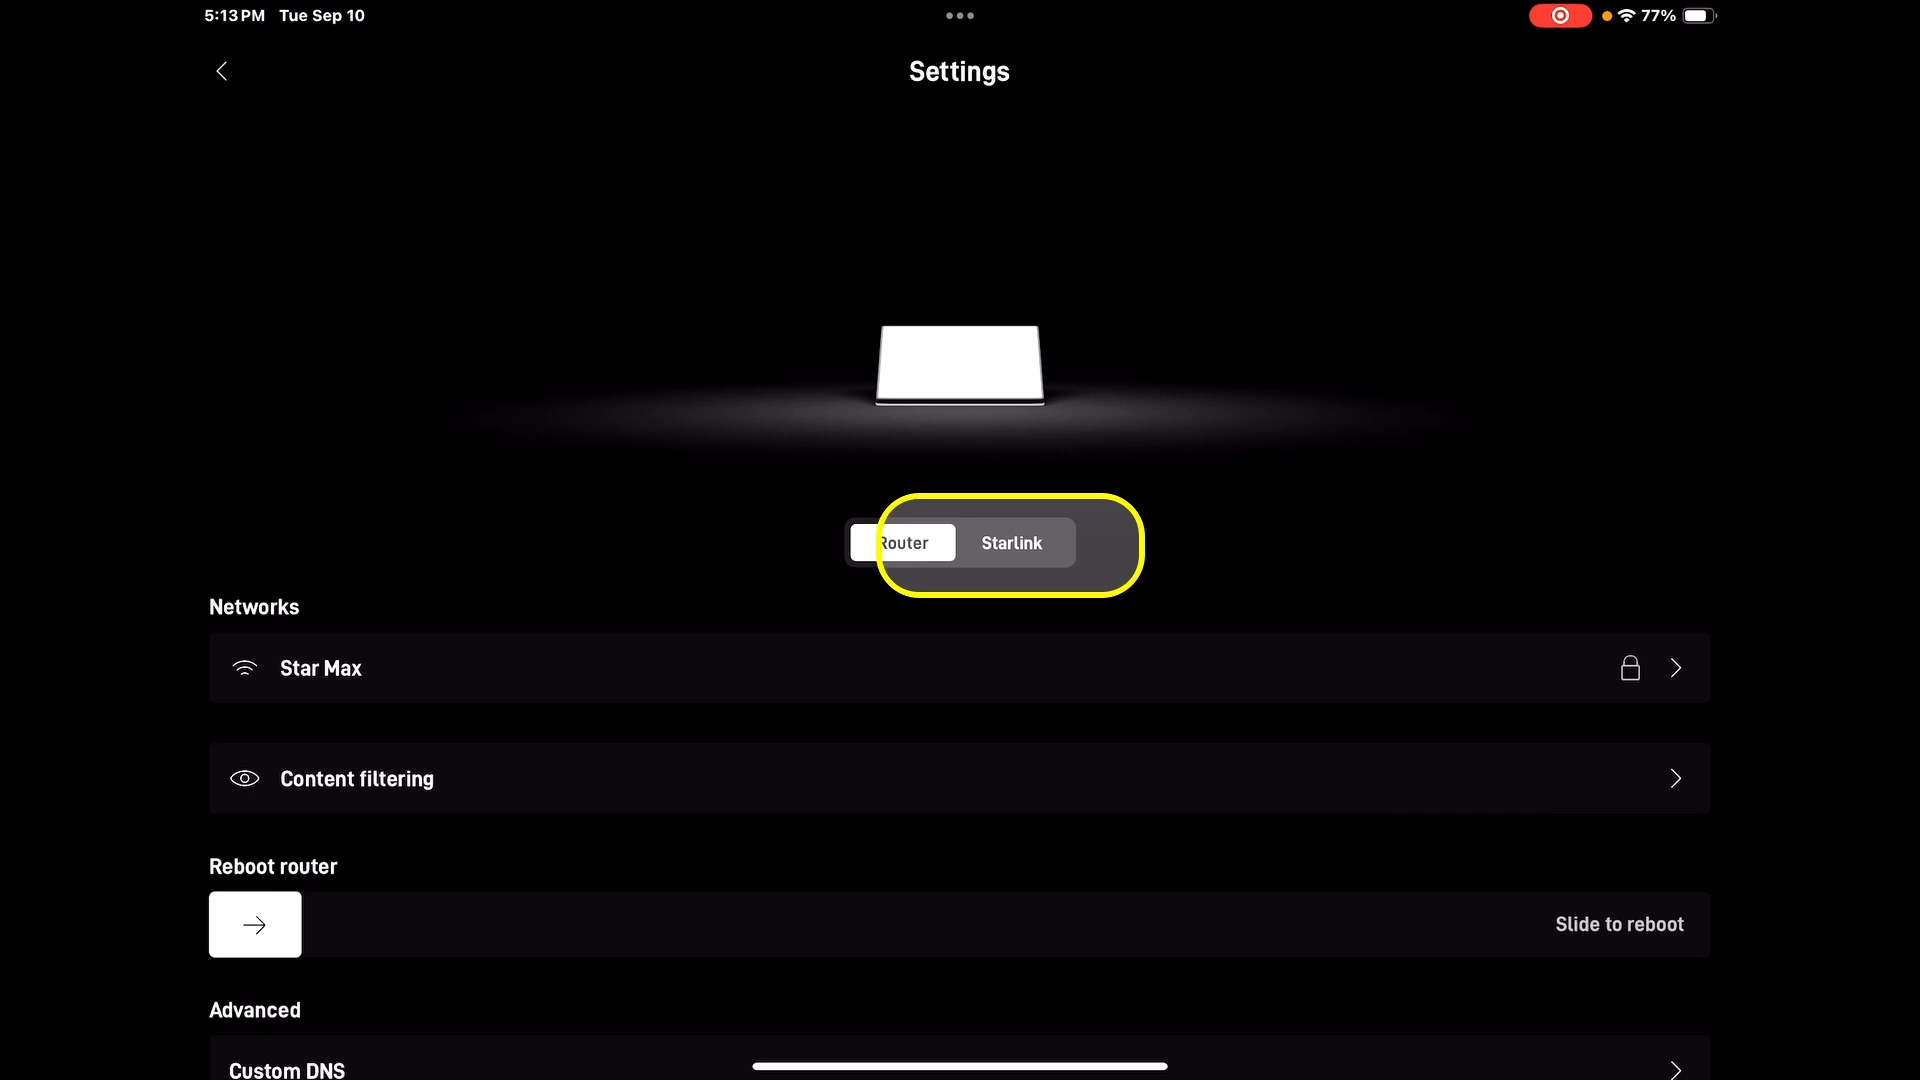 5:13 PM Tue Sep 10
77%
Settings
Router Starlink
Networks
Star Max
Content filtering
Reboot router
Slide to reboot
Advanced
Custom DNS